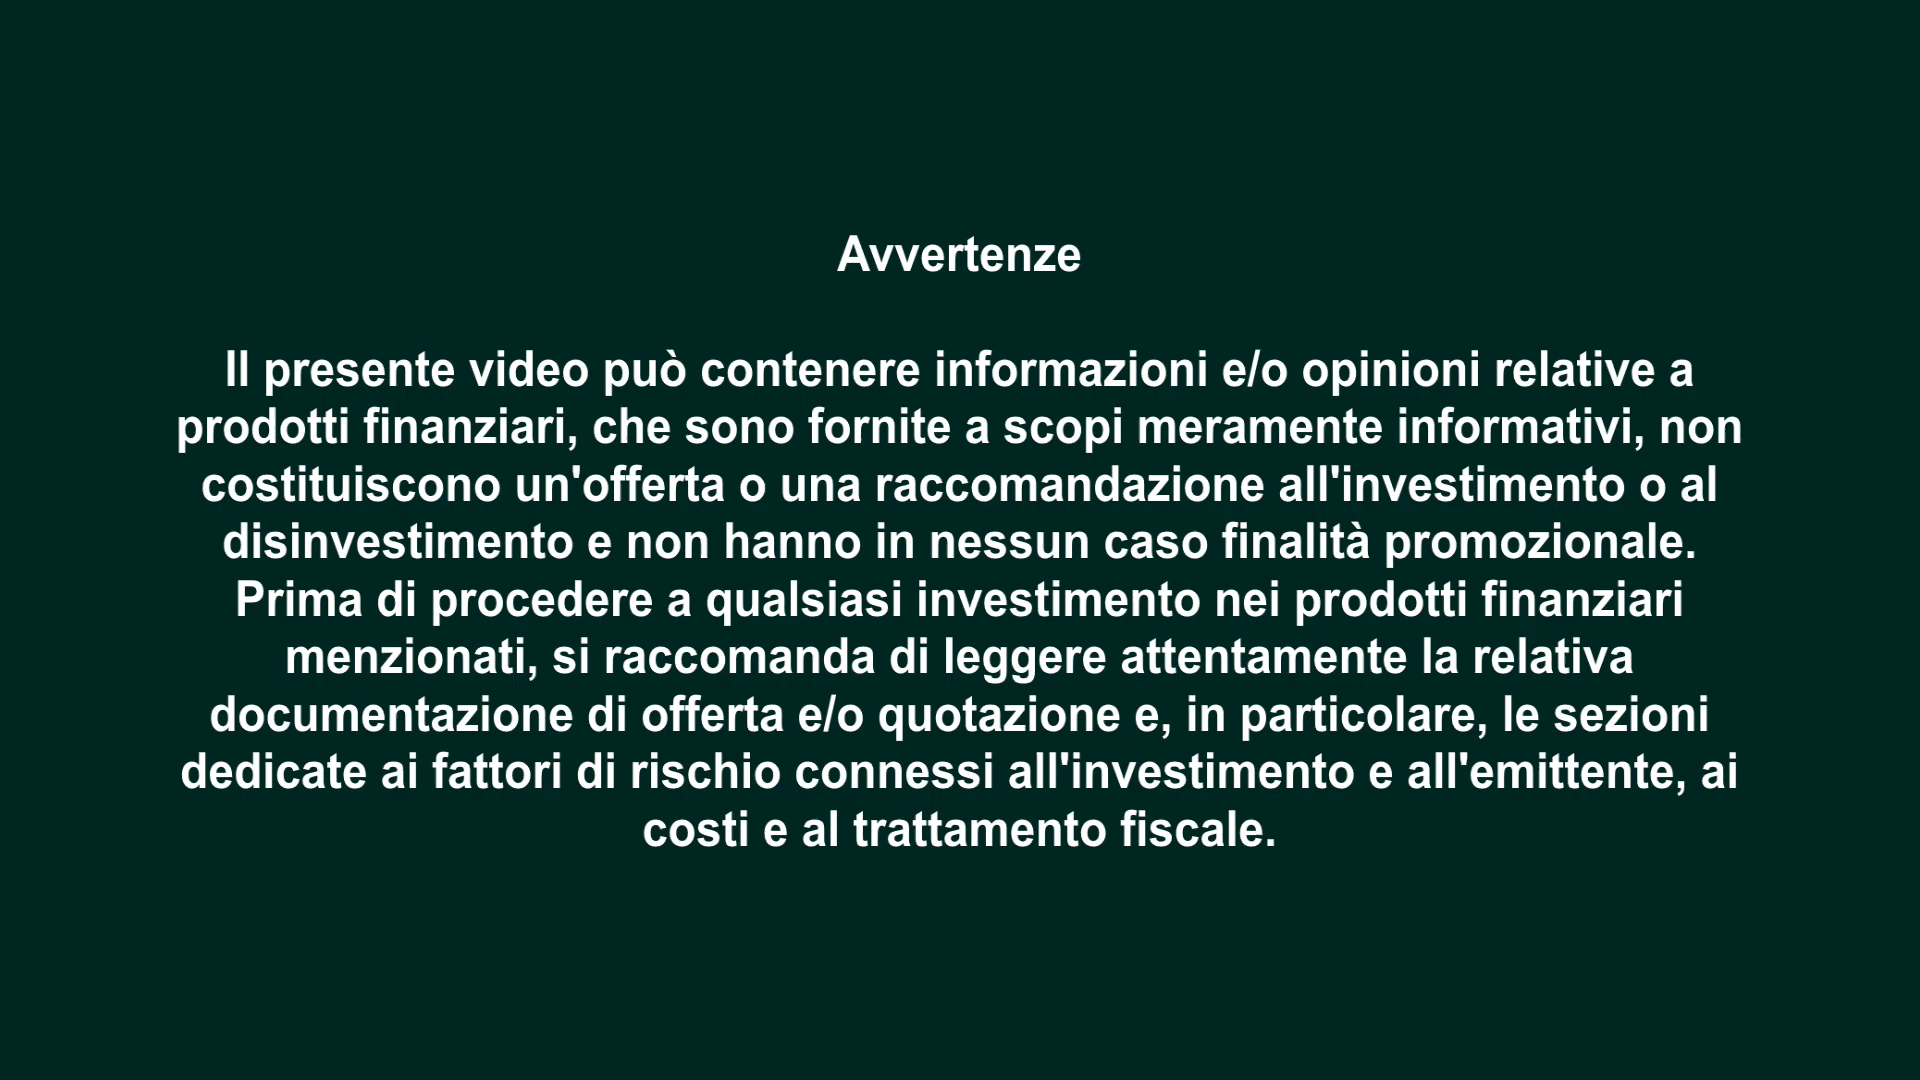 Avvertenze
Il presente video può contenere informazioni e/o opinioni relative a
prodotti finanziari, che sono fornite a scopi meramente informativi, non
costituiscono un'offerta o una raccomandazione all'investimento o al
disinvestimento e non hanno in nessun caso finalità promozionale.
Prima di procedere a qualsiasi investimento nei prodotti finanziari
menzionati, si raccomanda di leggere attentamente la relativa
documentazione di offerta e/o quotazione e, in particolare, le sezioni
dedicate ai fattori di rischio connessi all'investimento e all'emittente, ai
costi e al trattamento fiscale.